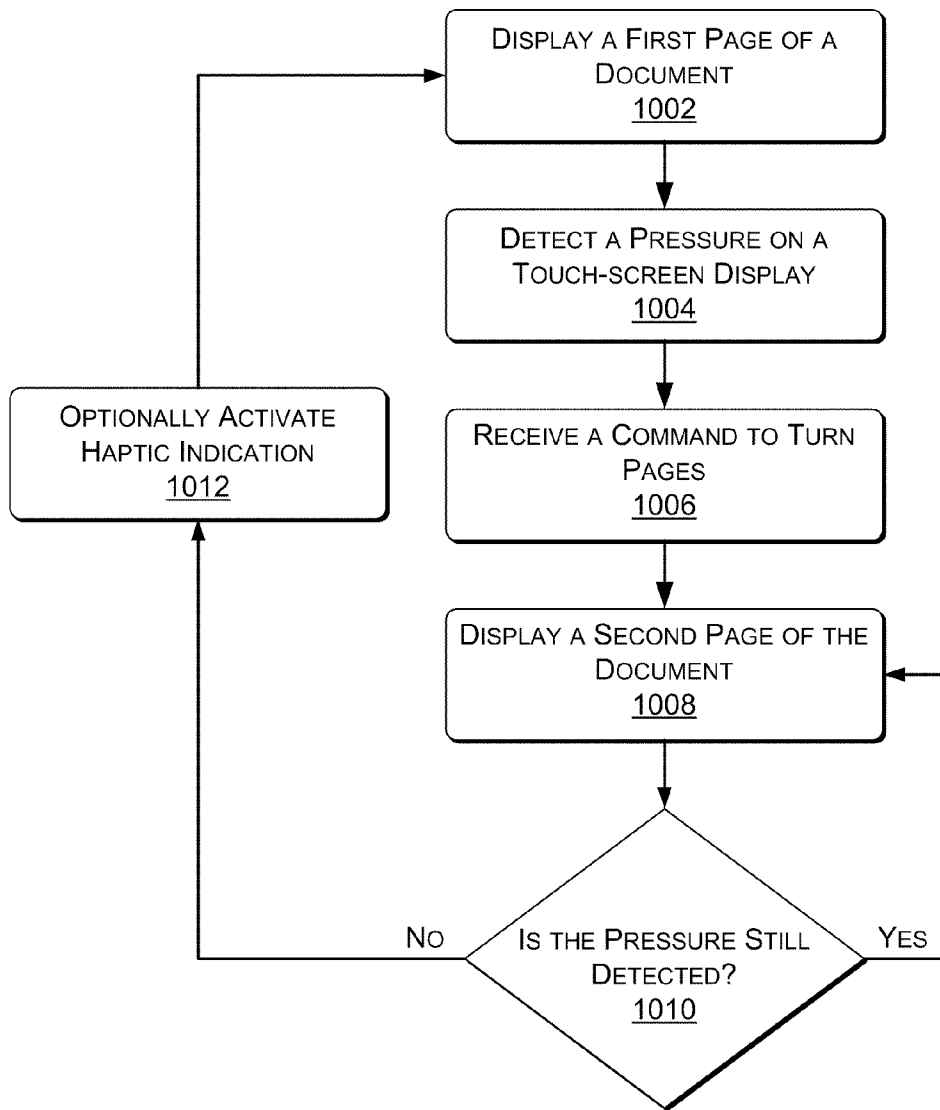 DISPLAY A FIRST PAGE OF A
DOCUMENT
1002
DETECT A PRESSURE ON A
TOUCH-SCREEN DISPLAY
1004
OPTIONALLY ACTIVATE
HAPTIC INDICATION
1012
RECEIVE A COMMAND TO TURN
PAGES
1006
DISPLAY A SECOND PAGE OF THE
DOCUMENT
1008
NO
IS THE PRESSURE STILL
DETECTED?
1010
YES